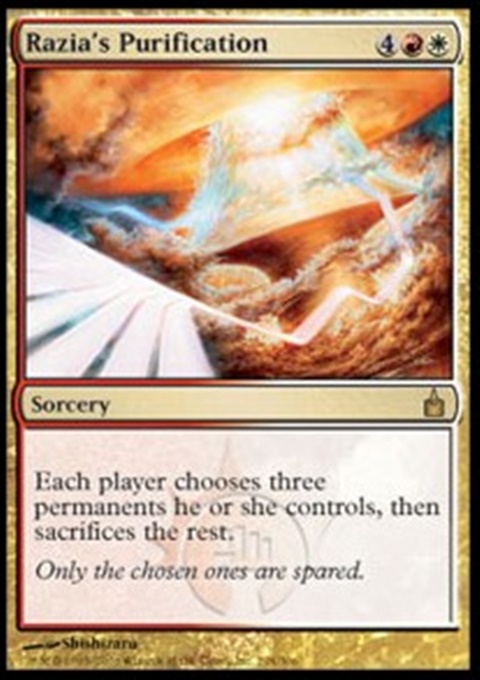 Razia's Purification 4
Sorcery
Each player chooses three
permanents he or she controls, then
sacrifices the rest.
Only the chosen ones are spared.
Shishizaru